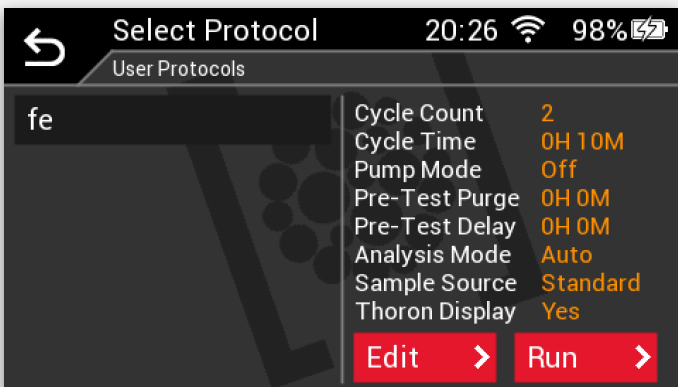 Select Protocol 20:26 98%
User Protocols
fe
Cycle Count 2
Cycle Time 0H 10M
Pump Mode Off
Pre-Test Purge 0H 0M
Pre-Test Delay 0H 0M
Analysis Mode Auto
Sample Source Standard
Thoron Display Yes
Edit Run